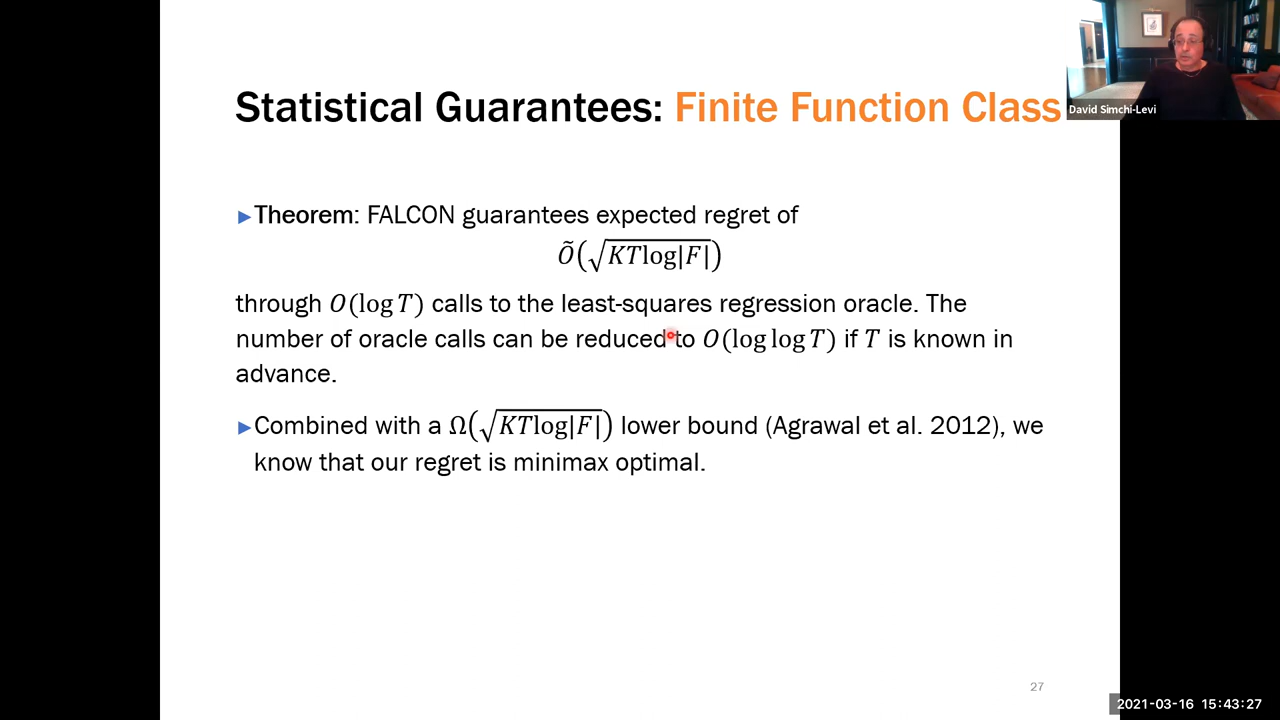 Statistical Guarantees: Finite Function Class
David Simchi-Levi
►Theorem: FALCON guarantees expected regret of
Õ(√KTlog|F|)
through O(log T) calls to the least-squares regression oracle. The
number of oracle calls can be reduced to O(log log T) if T is known in
advance.
►Combined with a Ω(√KTlog|F|) lower bound (Agrawal et al. 2012), we
know that our regret is minimax optimal.
27
2021-03-16 15:43:27